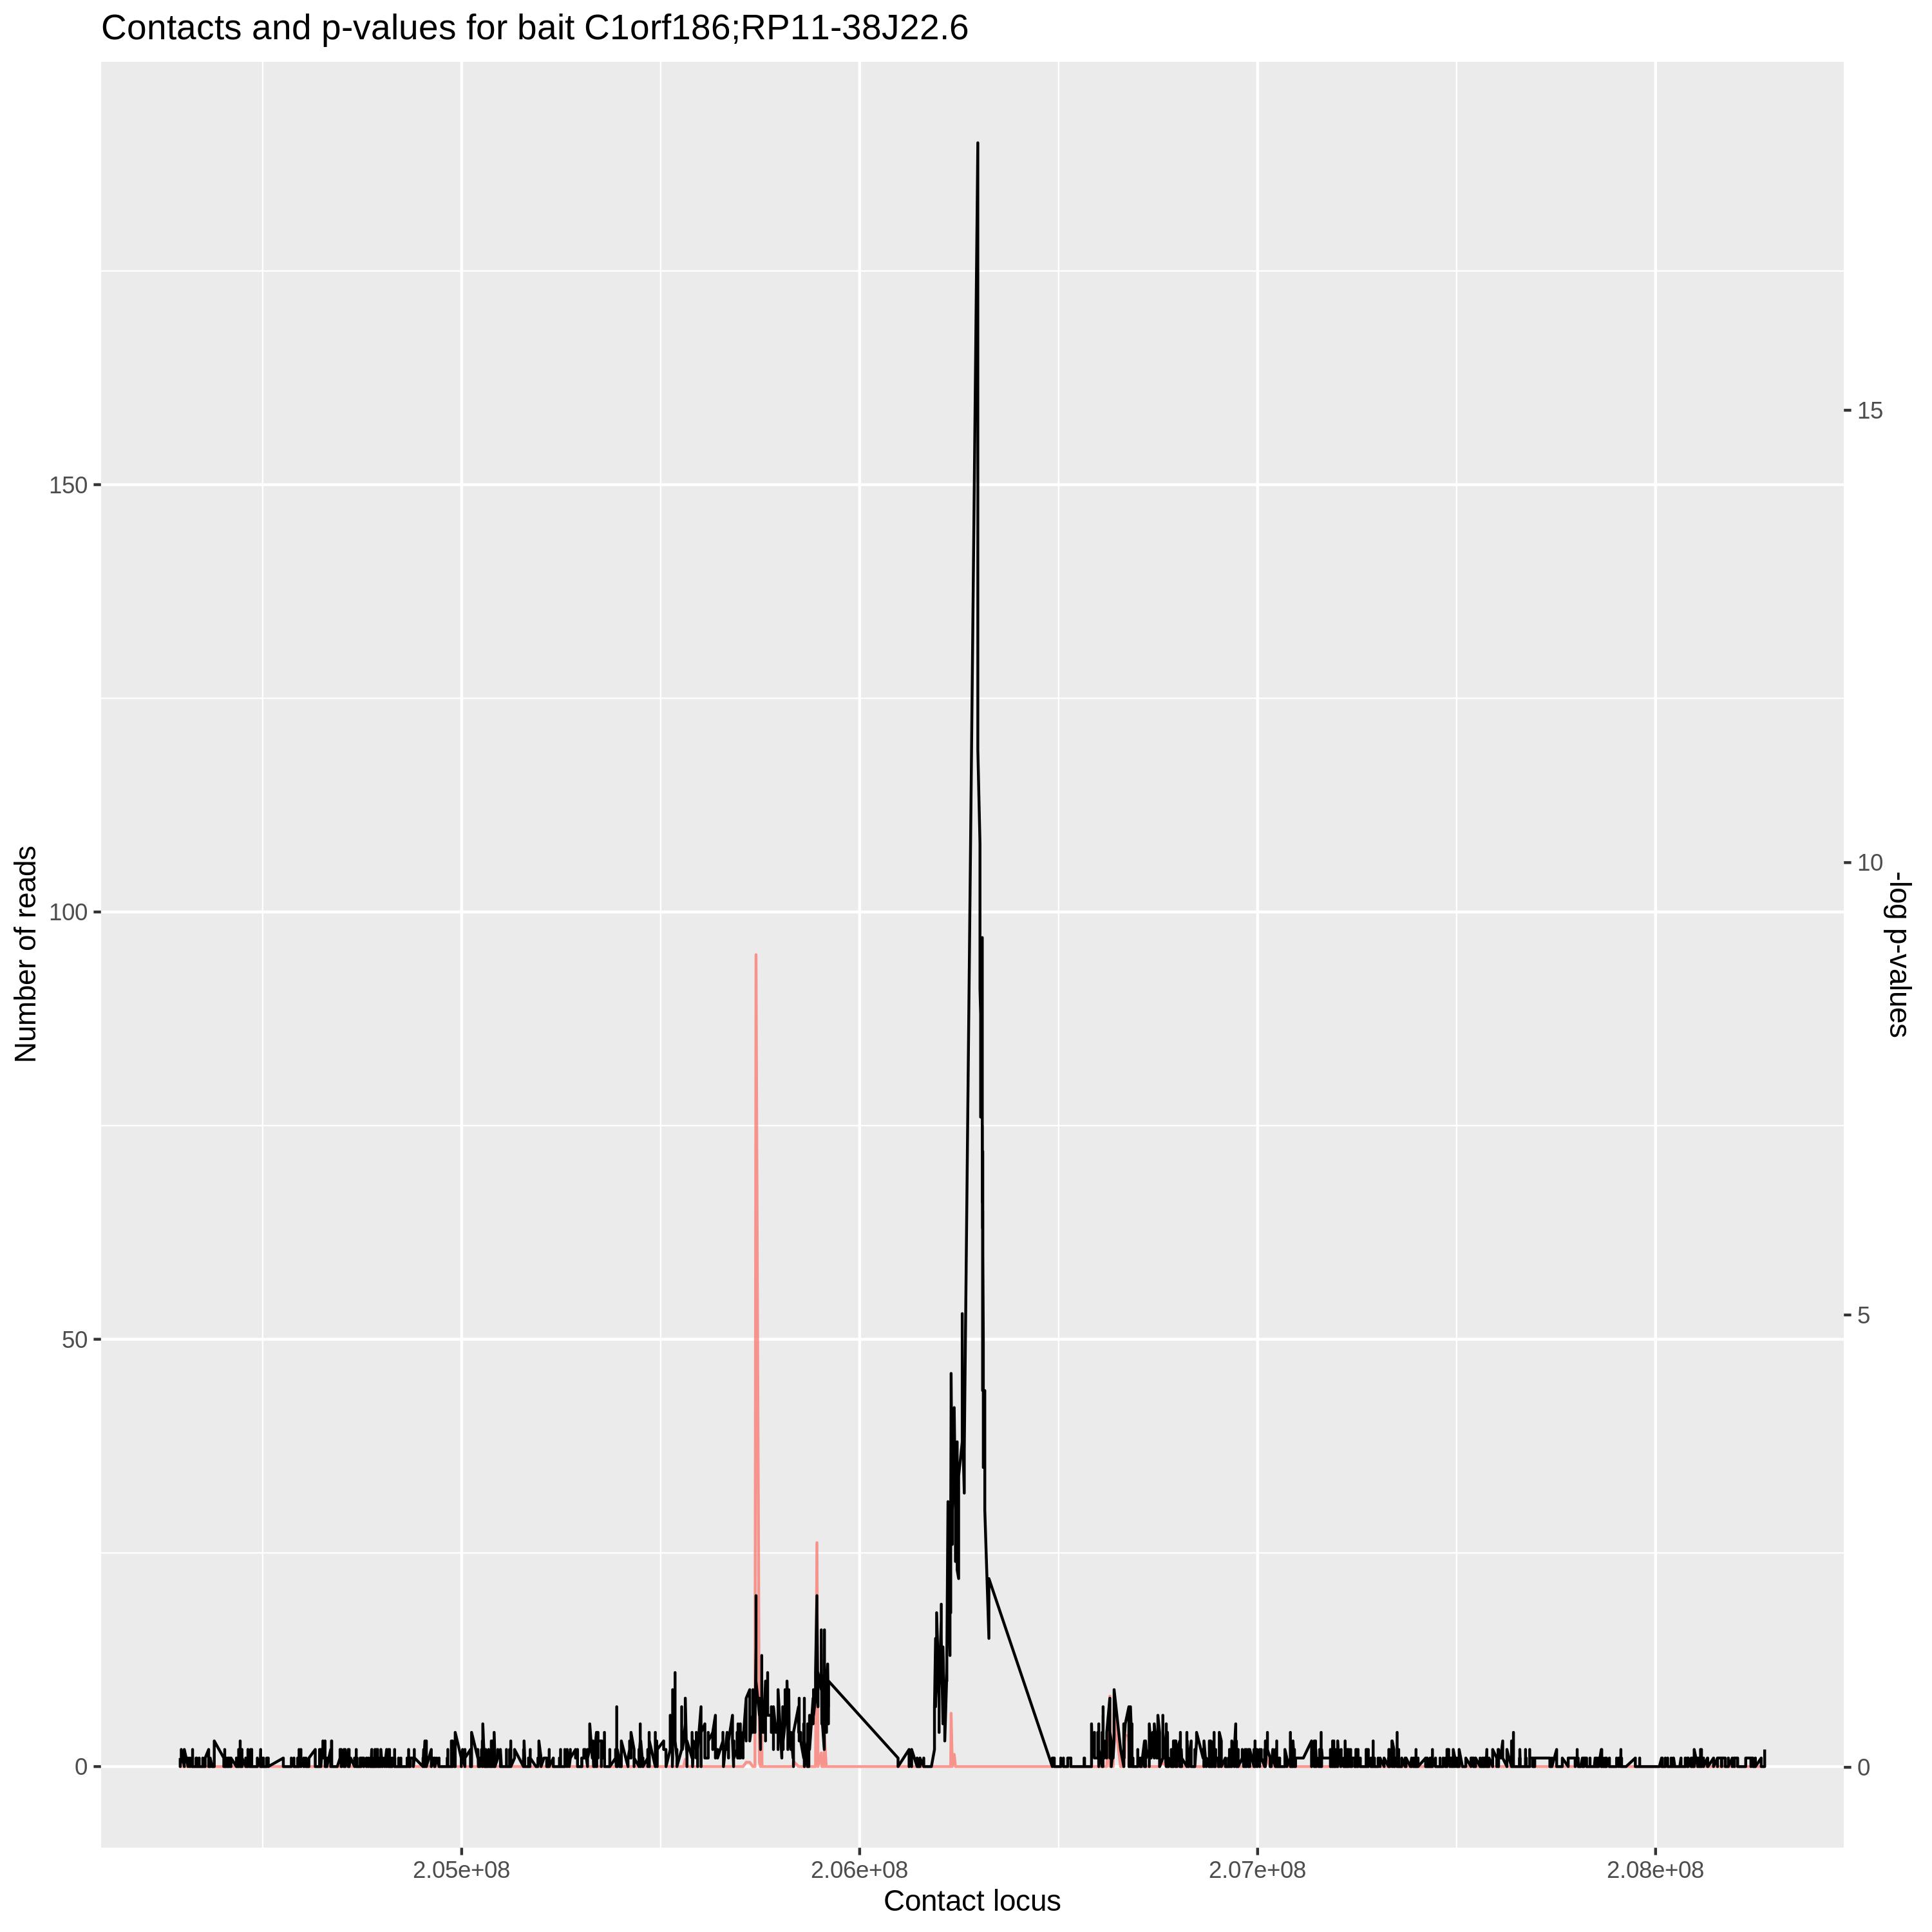 Contacts and p-values for bait C1orf186;RP11-38J22.6
Number of reads
150
100
50
0
15
10
5
0
-log p-values
2.05e+08
2.06e+08
2.07e+08
2.08e+08
Contact locus